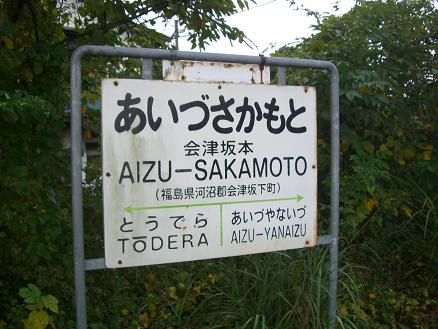 あいづさかもと
会津坂本
AIZU-SAKAMOTO
(福島県河沼郡会津坂下町)
とうでら あいづやないづ
TŌDERA AIZU-YANAIZU